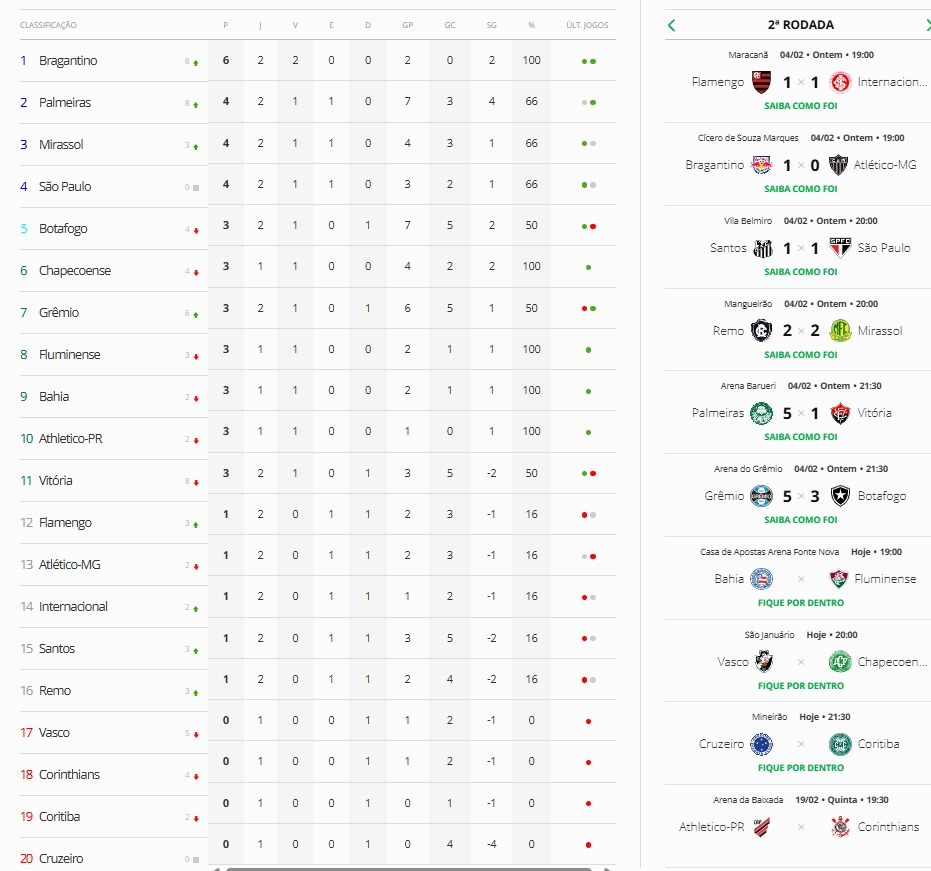 CLASSIFICAÇÃO P J V E D GP GC SG % ÚLT. JOGOS
1 Bragantino 8 6 2 2 0 0 2 0 2 100
2 Palmeiras 8 4 2 1 1 0 7 3 4 66
3 Mirassol 3 4 2 1 1 0 4 3 1 66
4 São Paulo 0 4 2 1 1 0 3 2 1 66
5 Botafogo 4 3 2 1 0 1 7 5 2 50
6 Chapecoense 4 3 1 1 0 0 4 2 2 100
7 Grêmio 6 3 2 1 0 1 6 5 1 50
8 Fluminense 3 3 1 1 0 0 2 1 1 100
9 Bahia 2 3 1 1 0 0 2 1 1 100
10 Athletico-PR 2 3 1 1 0 0 1 0 1 100
11 Vitória 8 3 2 1 0 1 3 5 -2 50
12 Flamengo 3 1 2 0 1 1 2 3 -1 16
13 Atlético-MG 2 1 2 0 1 1 2 3 -1 16
14 Internacional 2 1 2 0 1 1 1 2 -1 16
15 Santos 3 1 2 0 1 1 3 5 -2 16
16 Remo 3 1 2 0 1 1 2 4 -2 16
17 Vasco 5 0 1 0 0 1 1 2 -1 0
18 Corinthians 4 0 1 0 0 1 1 2 -1 0
19 Coritiba 2 0 1 0 0 1 0 1 -1 0
20 Cruzeiro 0 0 1 0 0 1 0 4 -4 0
2ª RODADA
Maracanã 04/02 • Ontem • 19:00
Flamengo 1 × 1 Internacion...
SAIBA COMO FOI
Cícero de Souza Marques 04/02 • Ontem • 19:00
Bragantino 1 × 0 Atlético-MG
SAIBA COMO FOI
Vila Belmiro 04/02 • Ontem • 20:00
Santos 1 × 1 São Paulo
SAIBA COMO FOI
Mangueirão 04/02 • Ontem • 20:00
Remo 2 × 2 Mirassol
SAIBA COMO FOI
Arena Barueri 04/02 • Ontem • 21:30
Palmeiras 5 × 1 Vitória
SAIBA COMO FOI
Arena do Grêmio 04/02 • Ontem • 21:30
Grêmio 5 × 3 Botafogo
SAIBA COMO FOI
Casa de Apostas Arena Fonte Nova Hoje • 19:00
Bahia × Fluminense
FIQUE POR DENTRO
São Januário Hoje • 20:00
Vasco × Chapecoen...
FIQUE POR DENTRO
Mineirão Hoje • 21:30
Cruzeiro × Coritiba
FIQUE POR DENTRO
Arena da Baixada 19/02 • Quinta • 19:30
Athletico-PR × Corinthians